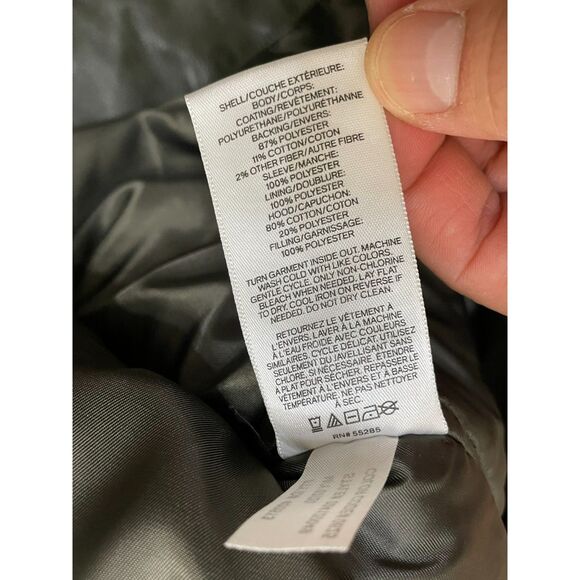 SHELL/COUCHE EXTÉRIEURE:
BODY/CORPS:
COATING/REVÊTEMENT:
POLYURETHANE/POLYURÉTHANNE
BACKING/ENVERS:
87% POLYESTER
11% COTTON/COTON
2% OTHER FIBER/AUTRE FIBRE
SLEEVE/MANCHE:
100% POLYESTER
LINING/DOUBLURE:
100% POLYESTER
HOOD/CAPUCHON:
80% COTTON/COTON
20% POLYESTER
FILLING/GARNISSAGE:
100% POLYESTER
TURN GARMENT INSIDE OUT. MACHINE
WASH COLD WITH LIKE COLORS.
GENTLE CYCLE. ONLY NON-CHLORINE
BLEACH WHEN NEEDED. LAY FLAT
TO DRY. COOL IRON ON REVERSE IF
NEEDED. DO NOT DRY CLEAN.
RETOURNEZ LE VÊTEMENT À
L'ENVERS. LAVER À LA MACHINE
À L'EAU FROIDE AVEC COULEURS
SIMILAIRES. CYCLE DÉLICAT. UTILISEZ
SEULEMENT DU JAVELLISANT SANS
CHLORE, SI NÉCESSAIRE. ÉTENDRE
À PLAT POUR SÉCHER. REPASSER LE
VÊTEMENT À L'ENVERS ET À BASSE
TEMPÉRATURE. NE PAS NETTOYER
À SEC.
RN# 55285